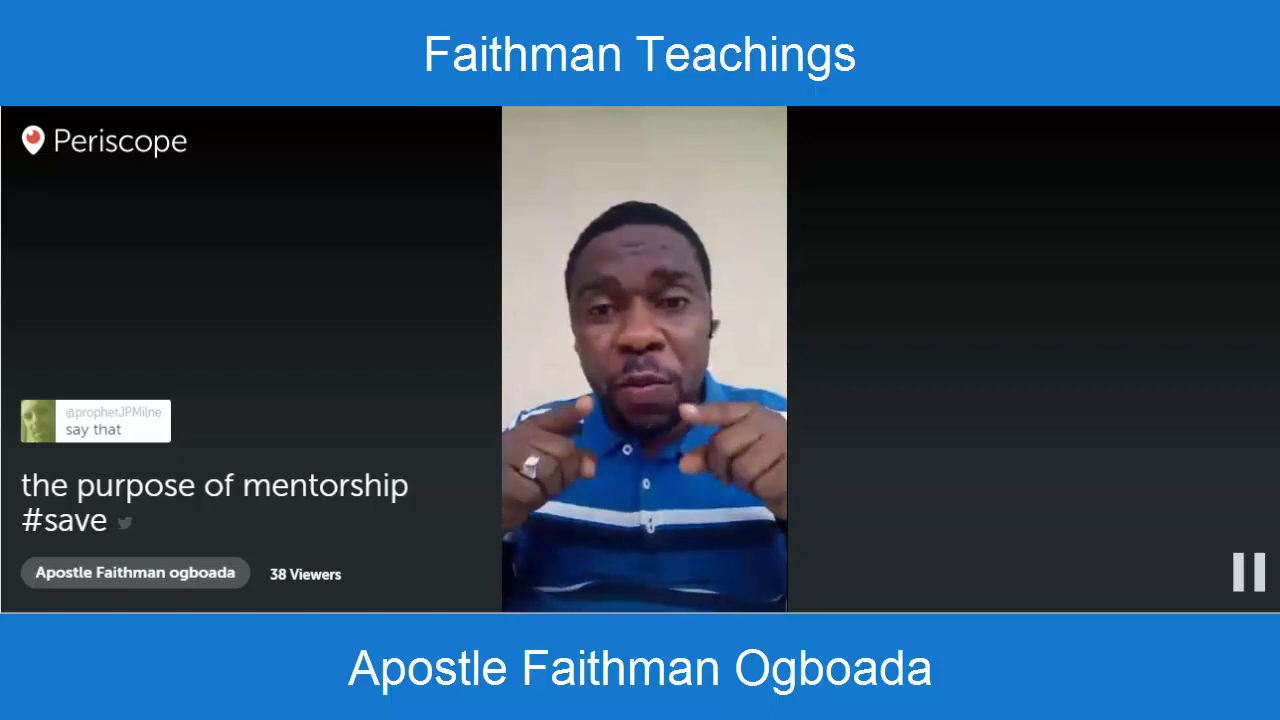 Faithman Teachings
Periscope
@prophetJPMilne
say that
the purpose of mentorship
#save
Apostle Faithman ogboada
38 Viewers
Apostle Faithman Ogboada